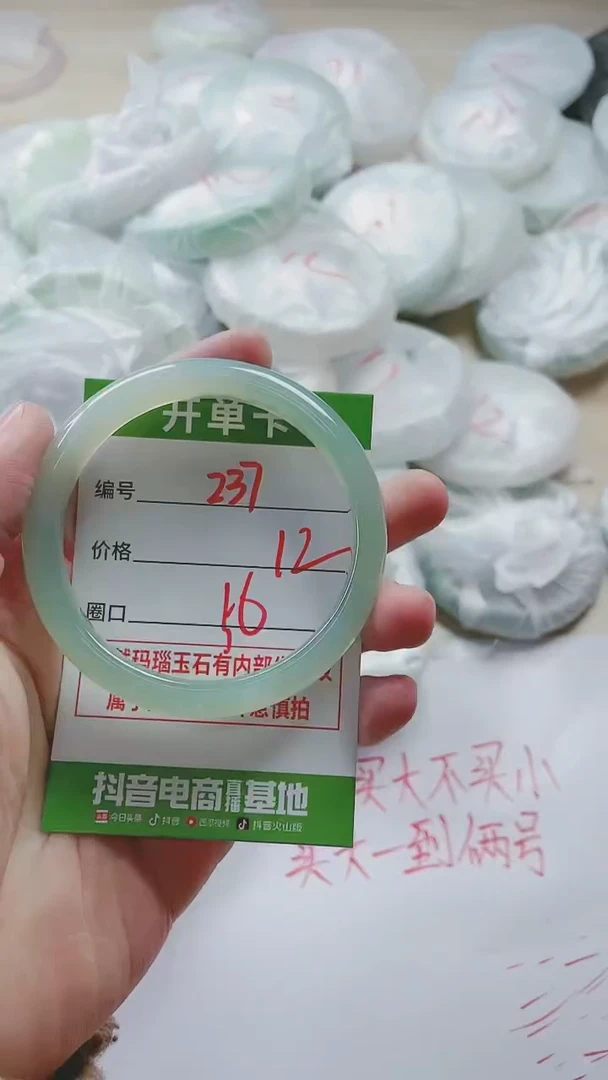 开单卡
编号 237
价格 12
圈口 56
玛瑙玉石有内部
慎拍
抖音电商直播基地
今日头条 抖音 西瓜视频 抖音火山版
买大不买小
买大一到俩号